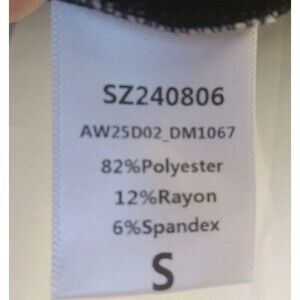 SZ240806
AW25D02_DM1067
82%Polyester
12%Rayon
6%Spandex
S